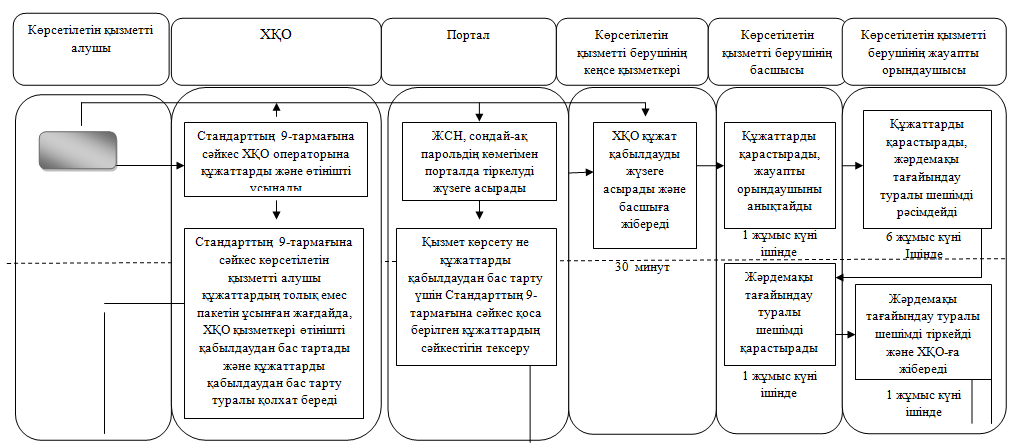 Көрсетілетін қызметті
алушы
ХҚО
Портал
Көрсетілетін
қызметті берушінің
кеңсе қызметкері
Көрсетілетін
қызметті берушінің
басшысы
Көрсетілетін қызметті
берушінің жауапты
орындаушысы
Стандарттың 9-тармағына
сәйкес ХҚО операторына
құжаттарды және өтінішті
ұсынады
ЖСН, сондай-ақ
парольдің көмегімен
порталда тіркелуді
жүзеге асырады
ХҚО құжат
қабылдауды
жүзеге
асырады және
басшыға
жібереді
30 минут
Құжаттарды
қарастырады,
жауапты
орындаушыны
анықтайды
1 жұмыс күні
ішінде
Құжаттарды
қарастырады,
жәрдемақы
тағайындау
туралы шешімді
рәсімдейді
6 жұмыс күні
Ішінде
Стандарттың 9-тармағына
сәйкес көрсетілетін
қызметті алушы
құжаттардың толық емес
пакетін ұсынған жағдайда,
ХҚО қызметкері өтінішті
қабылдаудан бас тартады
және құжаттарды
қабылдаудан бас тарту
туралы қолхат береді
Қызмет көрсету не
құжаттарды
қабылдаудан бас тарту
үшін Стандарттың 9-
тармағына сәйкес қоса
берілген құжаттардың
сәйкестігін тексеру
Жәрдемақы
тағайындау
туралы
шешімді
қарастырады
1 жұмыс күні
ішінде
Жәрдемақы
тағайындау туралы
шешімді тіркейді
және ХҚО-ға
жібереді
1 жұмыс күні
ішінде